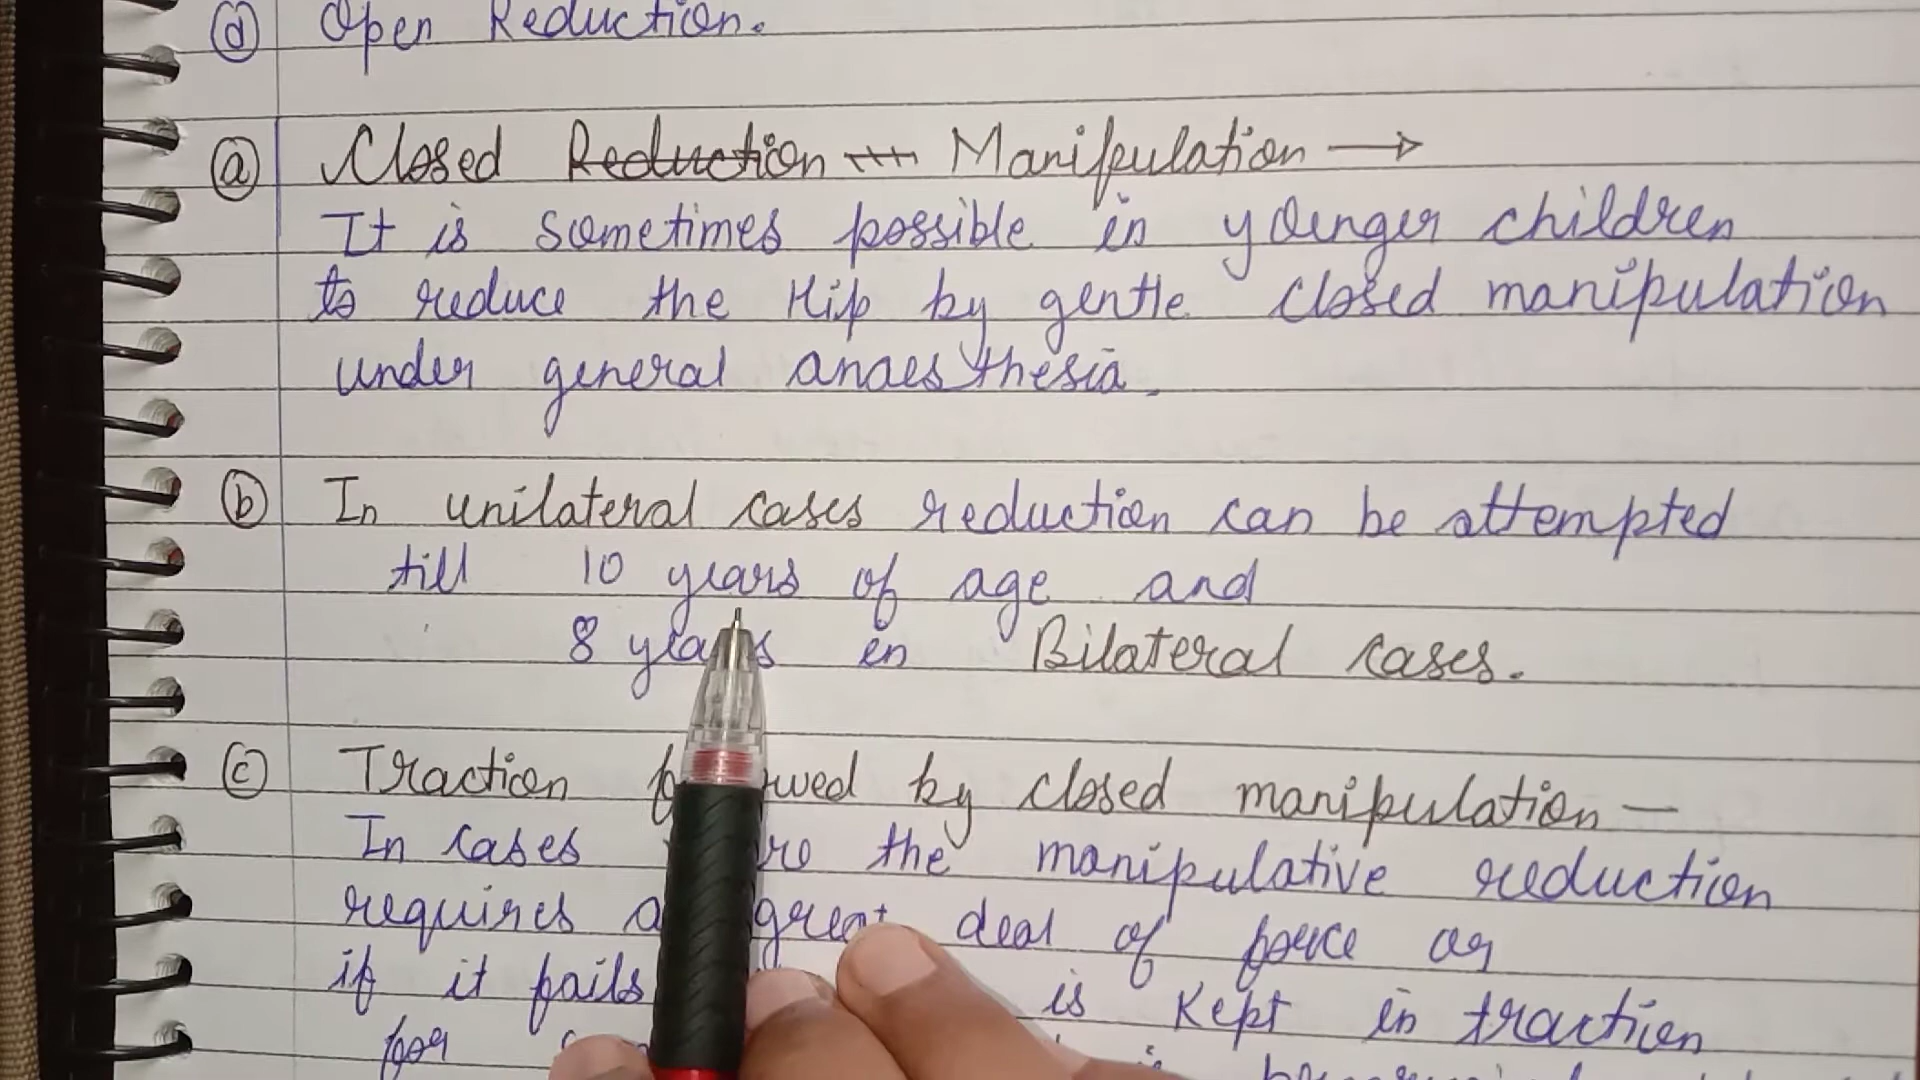 (d) Open Reduction.
(a) Closed Reduction Manipulation →
It is sometimes possible in younger children
to reduce the Hip by gentle closed manipulation
under general anaesthesia.
(b) In unilateral cases reduction can be attempted
till 10 years of age and
8 years in Bilateral cases.
(c) Traction by closed manipulation —
In cases the manipulative reduction
requires a great deal of force or
if it fails is Kept in traction
for